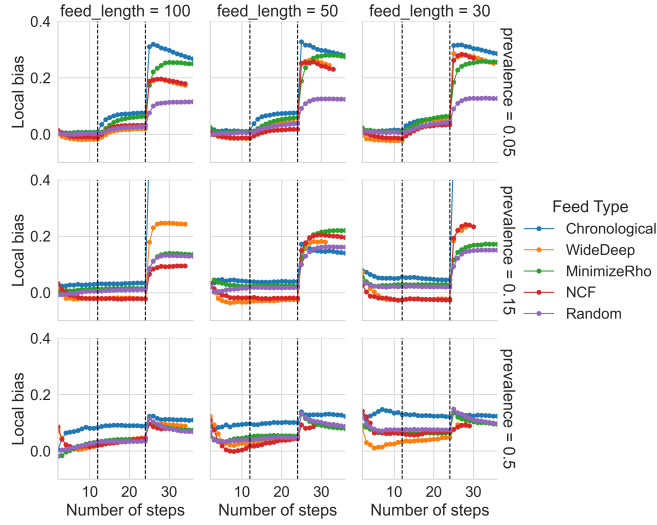 feed_length = 100
feed_length = 50
feed_length = 30
0.4
0.2
0.0
Local bias
prevalence = 0.05
0.4
0.2
0.0
Local bias
prevalence = 0.15
0.4
0.2
0.0
Local bias
prevalence = 0.5
10 20 30
10 20 30
10 20 30
Number of steps
Number of steps
Number of steps
Feed Type
Chronological
WideDeep
MinimizeRho
NCF
Random